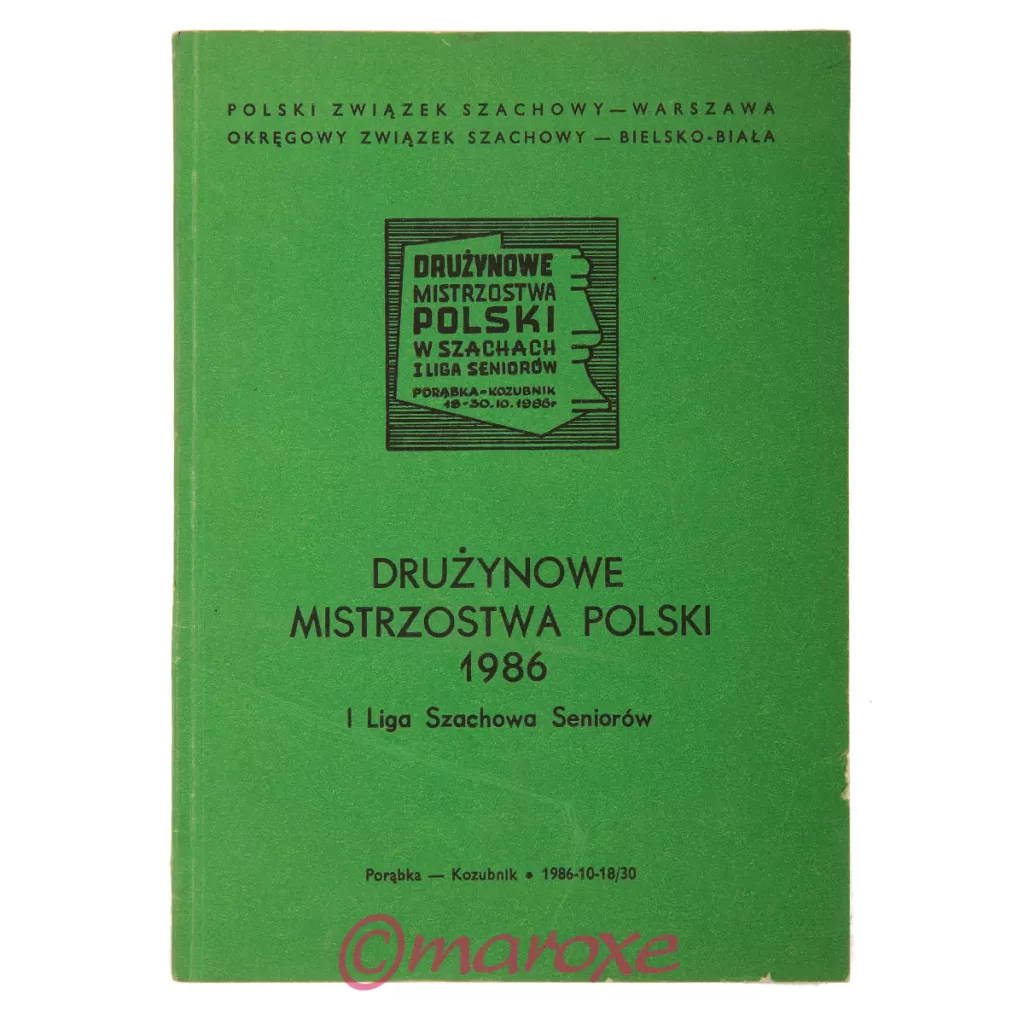 POLSKI ZWIĄZEK SZACHOWY — WARSZAWA
OKRĘGOWY ZWIĄZEK SZACHOWY — BIELSKO-BIAŁA
DRUŻYNOWE
MISTRZOSTWA
POLSKI
W SZACHACH
I LIGA SENIORÓW
PORĄBKA-KOZUBNIK
18-30.10.1986r
DRUŻYNOWE
MISTRZOSTWA POLSKI
1986
I Liga Szachowa Seniorów
Porąbka — Kozubnik • 1986-10-18/30
©maroxe